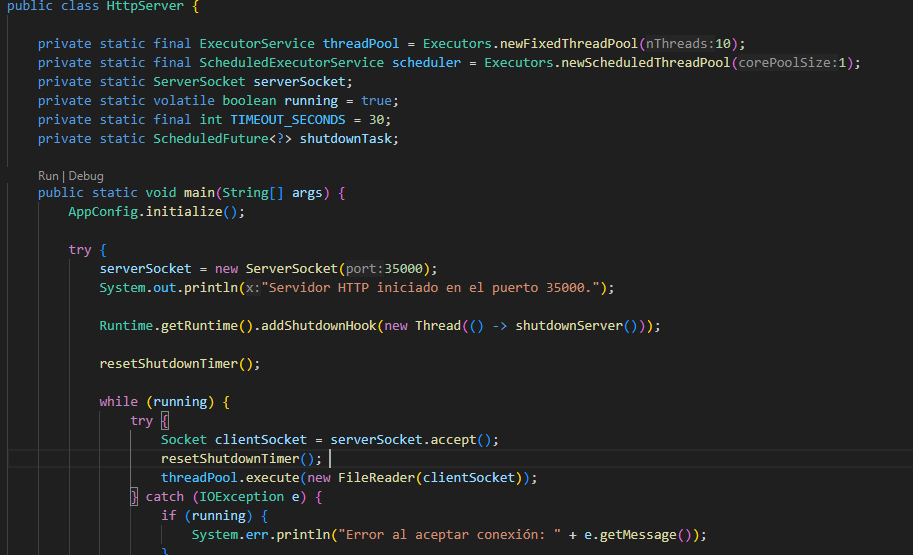 public class HttpServer {
private static final ExecutorService threadPool = Executors.newFixedThreadPool(nThreads:10);
private static final ScheduledExecutorService scheduler = Executors.newScheduledThreadPool(corePoolSize:1);
private static ServerSocket serverSocket;
private static volatile boolean running = true;
private static final int TIMEOUT_SECONDS = 30;
private static ScheduledFuture<?> shutdownTask;
Run | Debug
public static void main(String[] args) {
AppConfig.initialize();
try {
serverSocket = new ServerSocket(port:35000);
System.out.println(x:"Servidor HTTP iniciado en el puerto 35000.");
Runtime.getRuntime().addShutdownHook(new Thread(() -> shutdownServer()));
resetShutdownTimer();
while (running) {
try {
Socket clientSocket = serverSocket.accept();
resetShutdownTimer();
threadPool.execute(new FileReader(clientSocket));
} catch (IOException e) {
if (running) {
System.err.println("Error al aceptar conexión: " + e.getMessage());
}